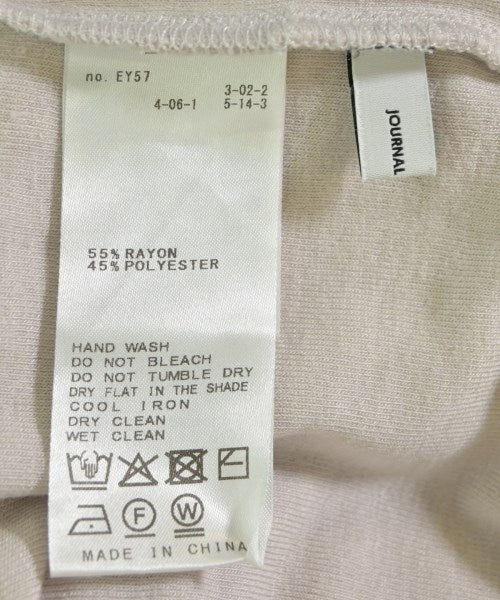 no. EY57
3-02-2
4-06-1 5-14-3
55% RAYON
45% POLYESTER
HAND WASH
DO NOT BLEACH
DO NOT TUMBLE DRY
DRY FLAT IN THE SHADE
COOL IRON
DRY CLEAN
WET CLEAN
F W
MADE IN CHINA
JOURNAL